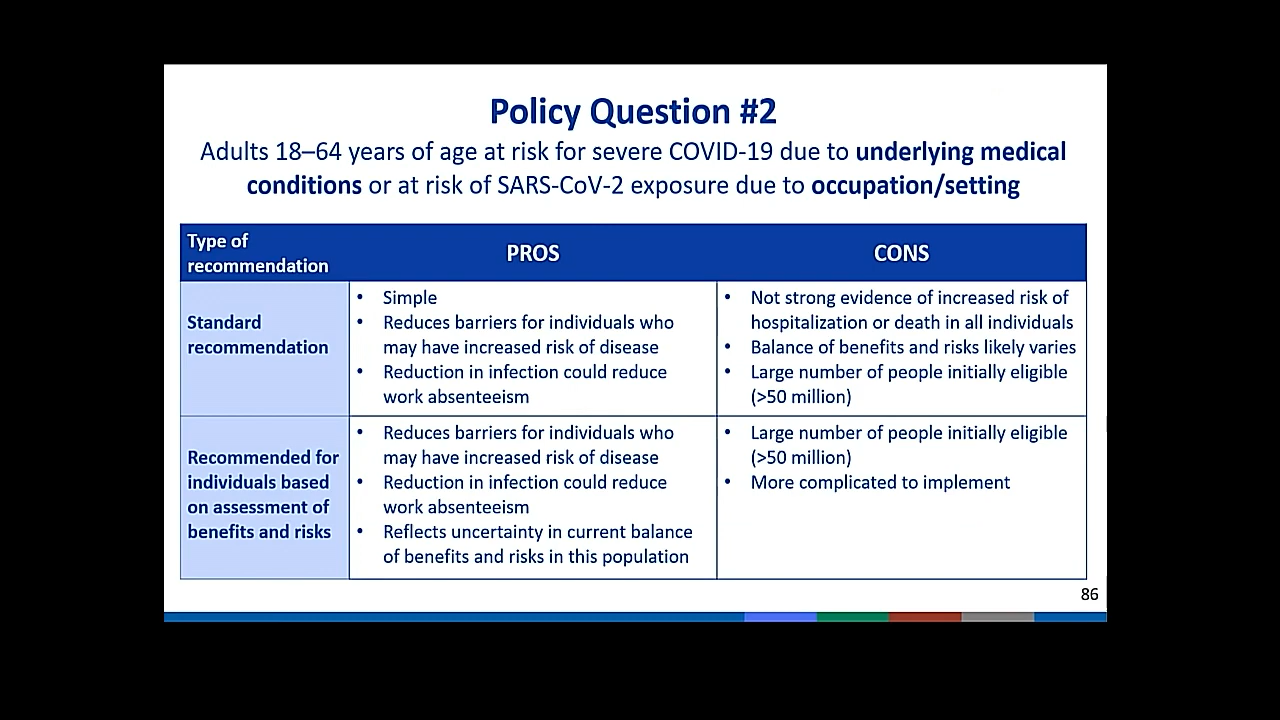 Policy Question #2
Adults 18–64 years of age at risk for severe COVID-19 due to underlying medical
conditions or at risk of SARS-CoV-2 exposure due to occupation/setting
Type of
recommendation
PROS
CONS
Standard
recommendation
• Simple
• Reduces barriers for individuals who
may have increased risk of disease
• Reduction in infection could reduce
work absenteeism
• Not strong evidence of increased risk of
hospitalization or death in all individuals
• Balance of benefits and risks likely varies
• Large number of people initially eligible
(>50 million)
Recommended for
individuals based
on assessment of
benefits and risks
• Reduces barriers for individuals who
may have increased risk of disease
• Reduction in infection could reduce
work absenteeism
• Reflects uncertainty in current balance
of benefits and risks in this population
• Large number of people initially eligible
(>50 million)
• More complicated to implement
86